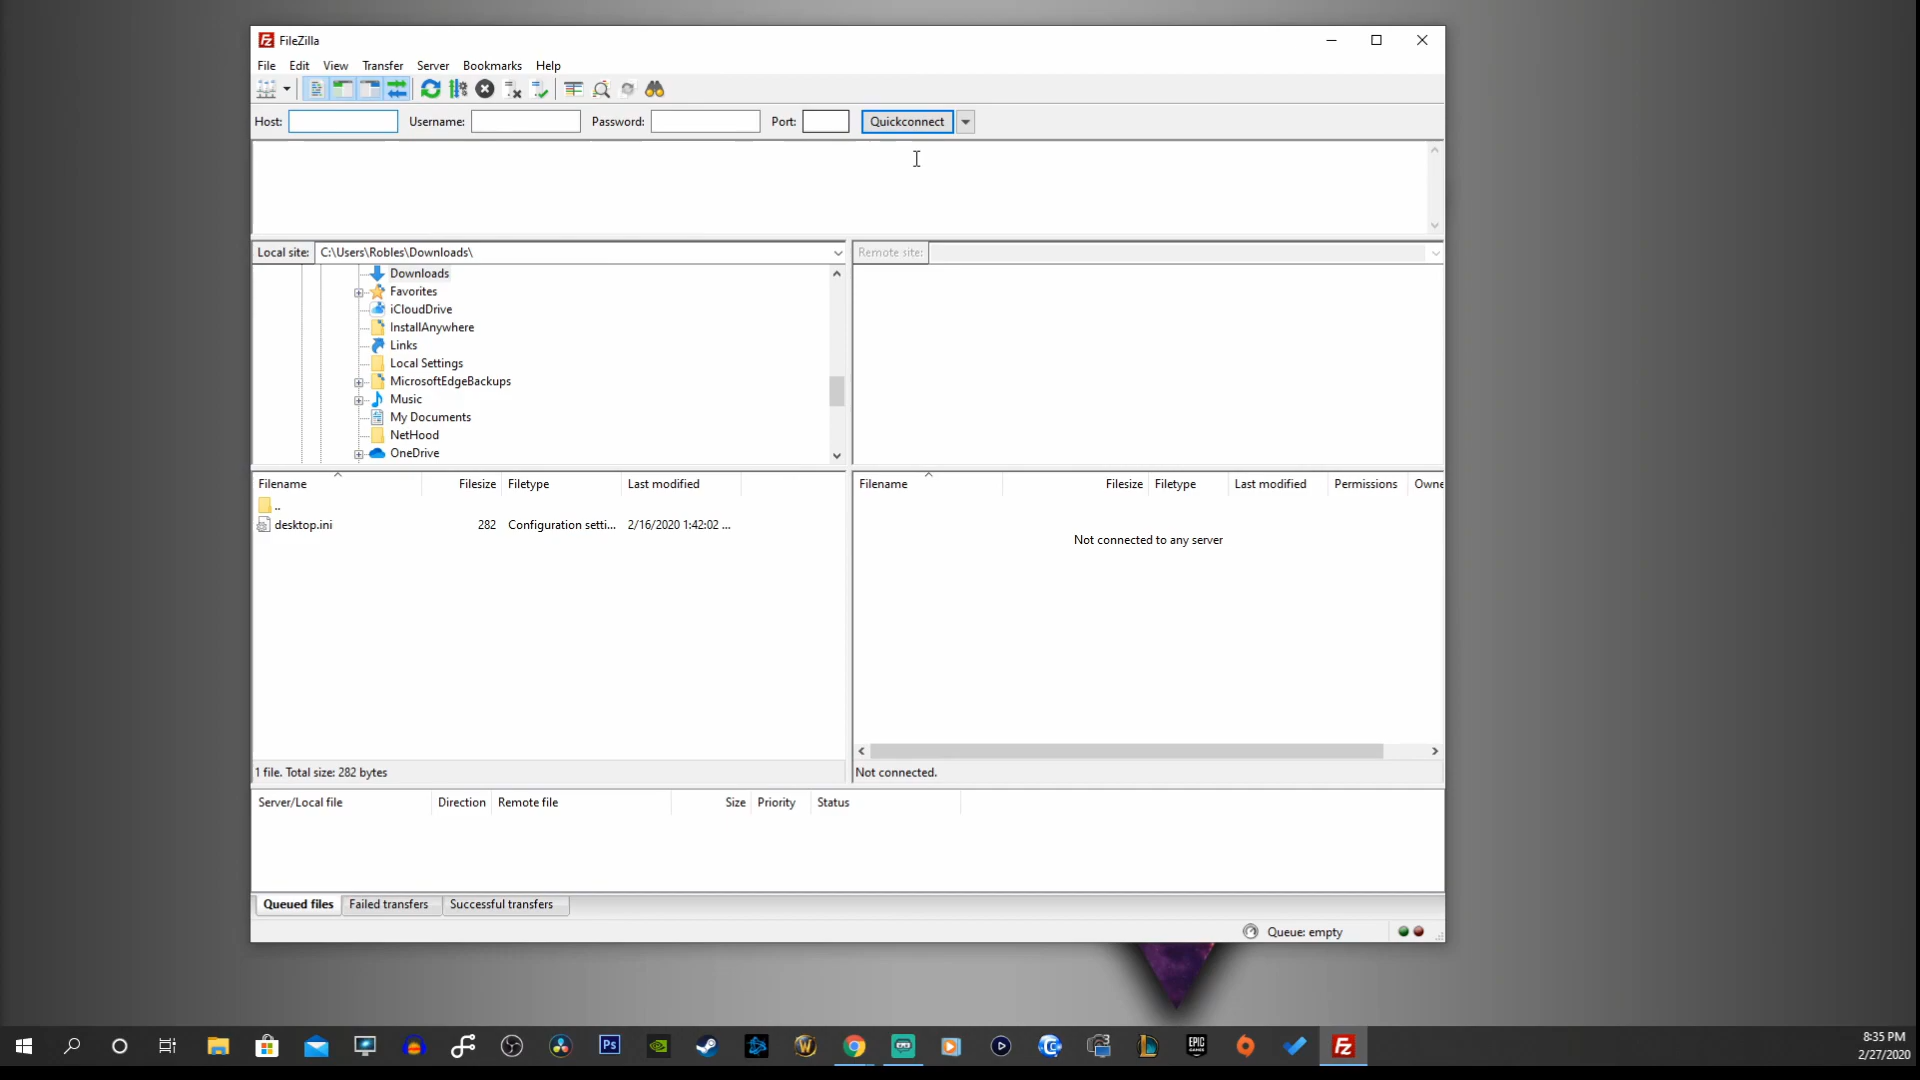 FileZilla
File Edit View Transfer Server Bookmarks Help
Host: Username: Password: Port: Quickconnect
Local site: C:\Users\Robles\Downloads\
Remote site:
Downloads
Favorites
iCloudDrive
InstallAnywhere
Links
Local Settings
MicrosoftEdgeBackups
Music
My Documents
NetHood
OneDrive
Filename Filesize Filetype Last modified
..
desktop.ini 282 Configuration setti... 2/16/2020 1:42:02 ...
1 file. Total size: 282 bytes
Filename Filesize Filetype Last modified Permissions Owne
Not connected to any server
Not connected.
Server/Local file Direction Remote file Size Priority Status
Queued files Failed transfers Successful transfers
Queue: empty
Ps
EPIC GAMES
Fz
8:35 PM
2/27/2020